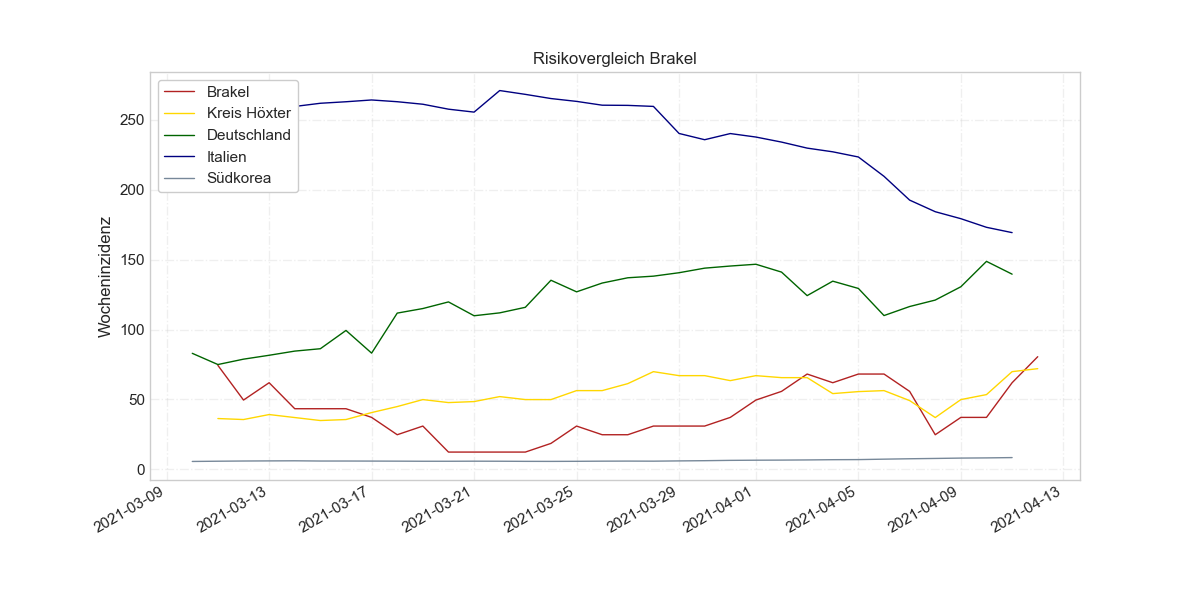 Risikovergleich Brakel
Brakel
Kreis Höxter
Deutschland
Italien
Südkorea
Wocheninzidenz
250
200
150
100
50
0
2021-03-09
2021-03-13
2021-03-17
2021-03-21
2021-03-25
2021-03-29
2021-04-01
2021-04-05
2021-04-09
2021-04-13